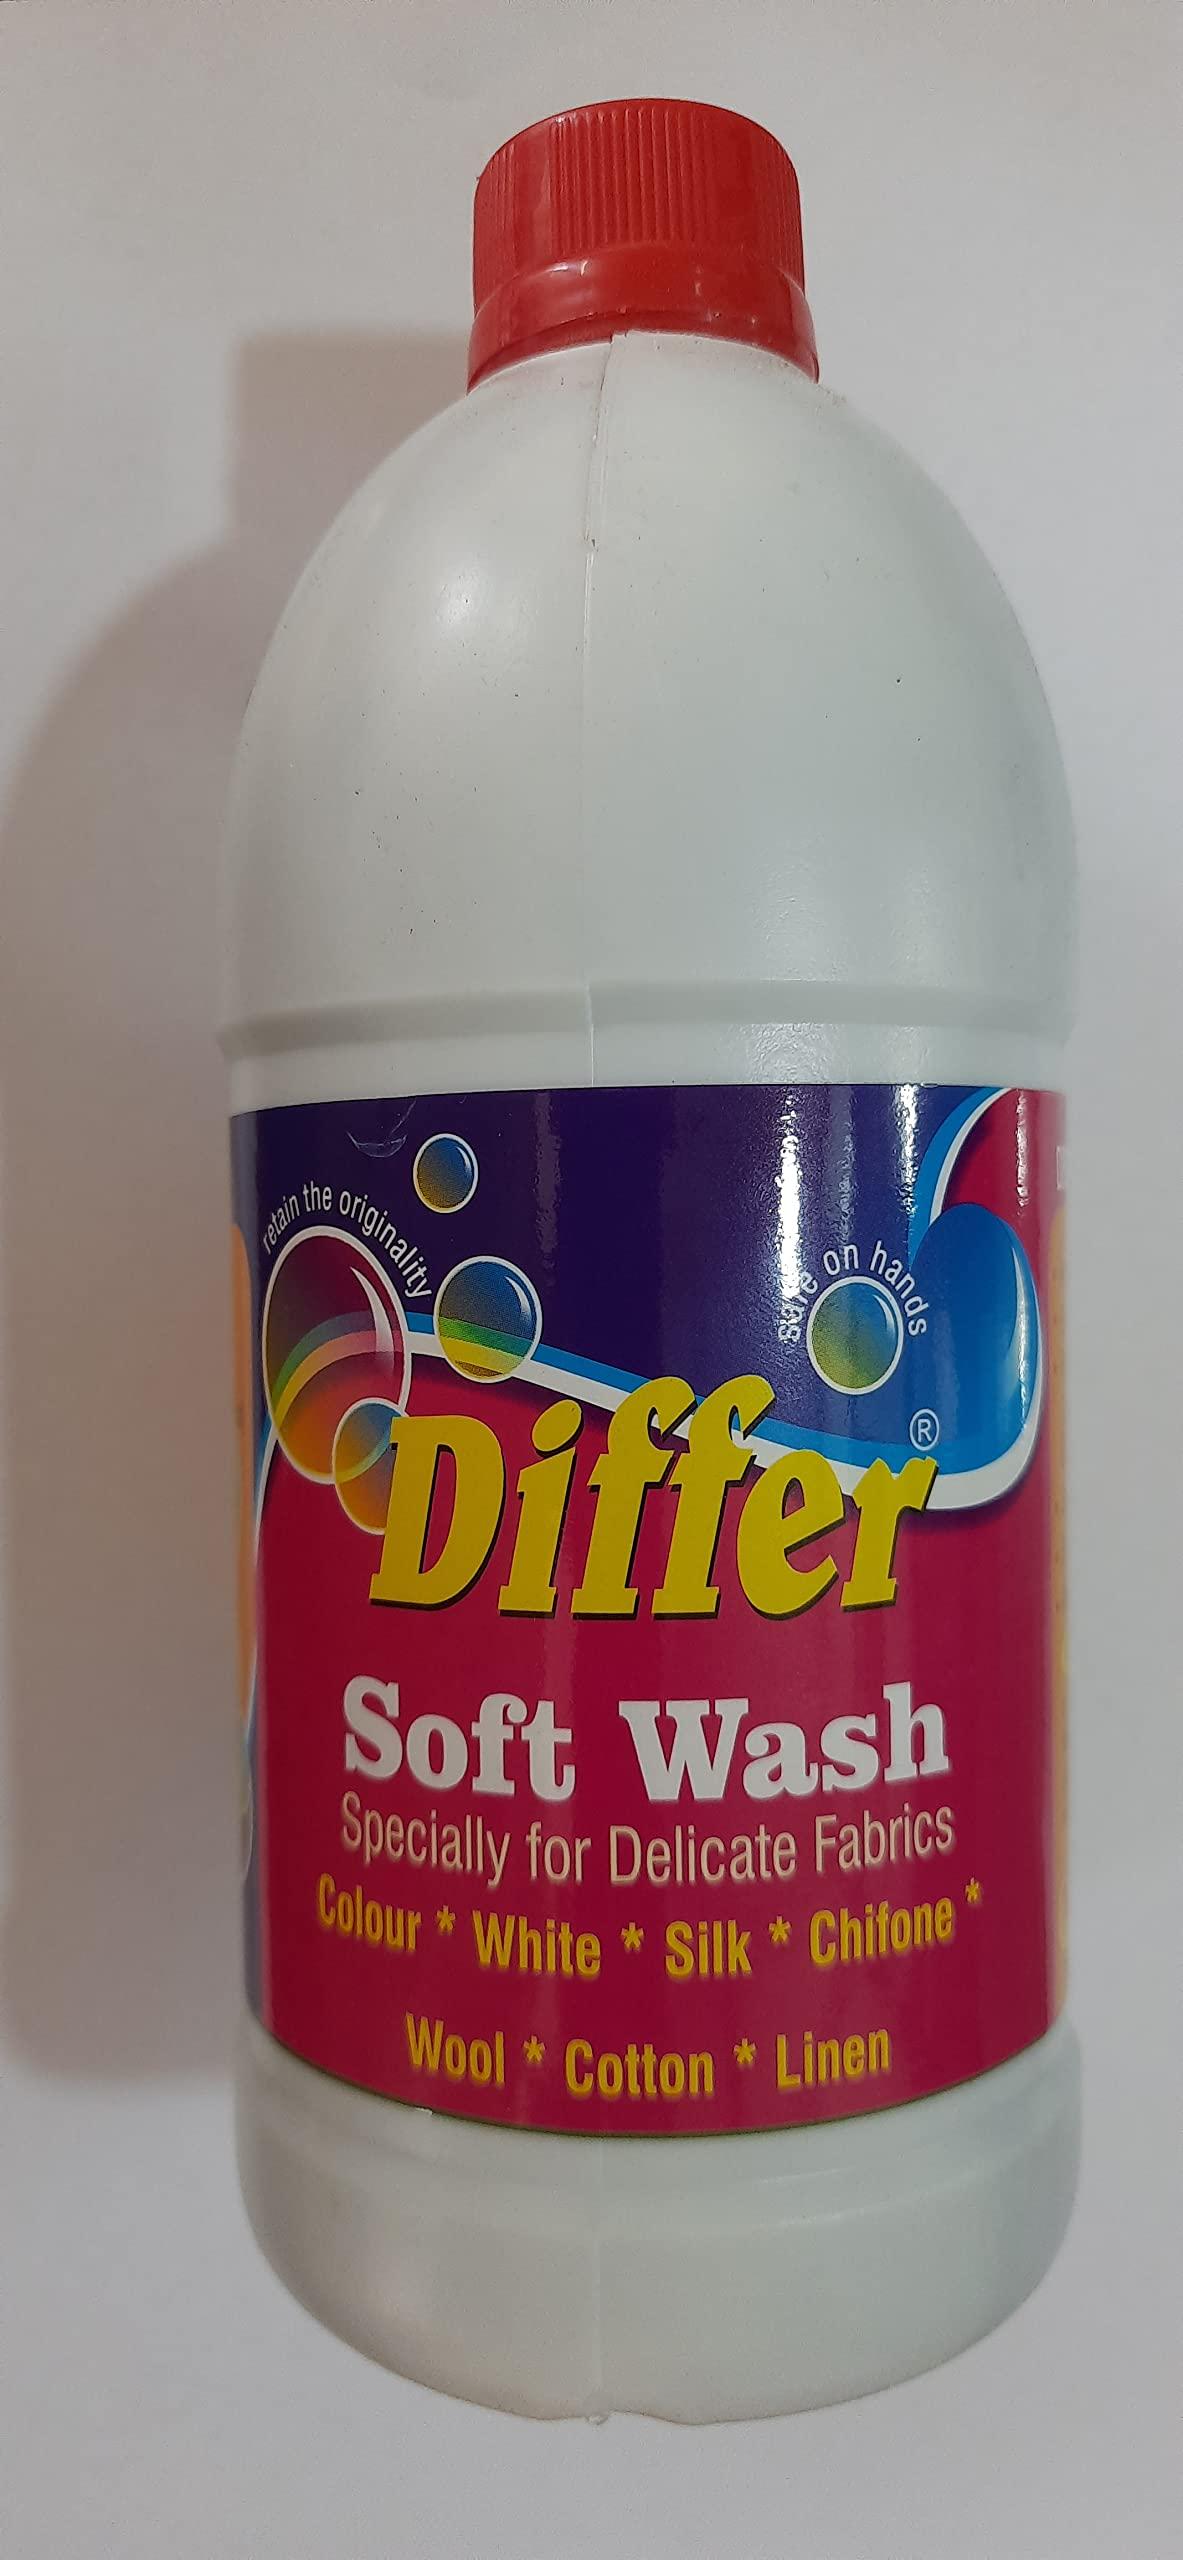 retain the originality
safe on hands
Differ®
Soft Wash
Specially for Delicate Fabrics
Colour * White * Silk * Chifone *
Wool * Cotton * Linen